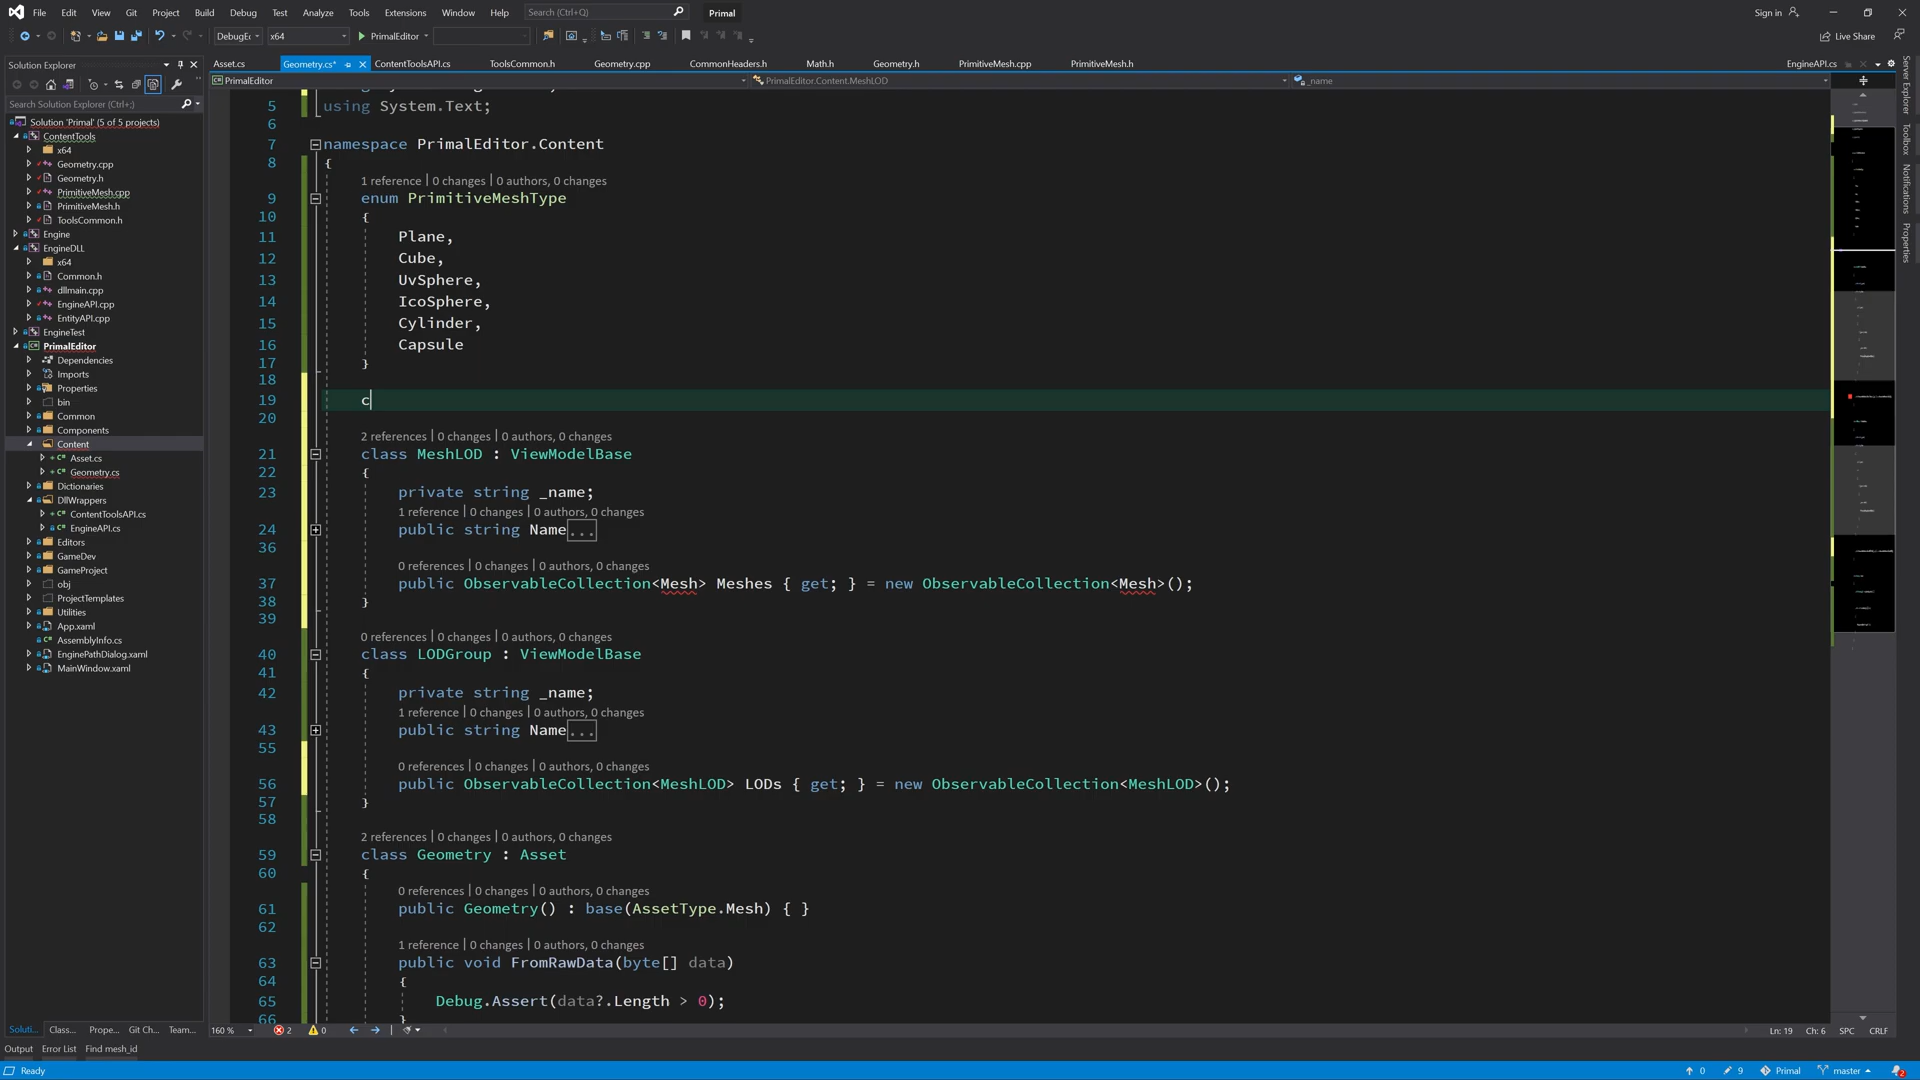 File Edit View Git Project Build Debug Test Analyze Tools Extensions Window Help Search (Ctrl+Q) Primal Sign in
DebugEc x64 PrimalEditor Live Share
Solution Explorer
Search Solution Explorer (Ctrl+;)
Solution 'Primal' (5 of 5 projects)
ContentTools
x64
Geometry.cpp
Geometry.h
PrimitiveMesh.cpp
PrimitiveMesh.h
ToolsCommon.h
Engine
EngineDLL
x64
Common.h
dllmain.cpp
EngineAPI.cpp
EntityAPI.cpp
EngineTest
PrimalEditor
Dependencies
Imports
Properties
bin
Common
Components
Content
Asset.cs
Geometry.cs
Dictionaries
DllWrappers
ContentToolsAPI.cs
EngineAPI.cs
Editors
GameDev
GameProject
obj
ProjectTemplates
Utilities
App.xaml
AssemblyInfo.cs
EnginePathDialog.xaml
MainWindow.xaml
Soluti... Class... Prope... Git Ch... Team...
Asset.cs Geometry.cs* ContentToolsAPI.cs ToolsCommon.h Geometry.cpp CommonHeaders.h Math.h Geometry.h PrimitiveMesh.cpp PrimitiveMesh.h EngineAPI.cs
PrimalEditor PrimalEditor.Content.MeshLOD _name
5 using System.Text;
6
7 namespace PrimalEditor.Content
8 {
1 reference | 0 changes | 0 authors, 0 changes
9 enum PrimitiveMeshType
10 {
11 Plane,
12 Cube,
13 UvSphere,
14 IcoSphere,
15 Cylinder,
16 Capsule
17 }
18
19 c
20
2 references | 0 changes | 0 authors, 0 changes
21 class MeshLOD : ViewModelBase
22 {
23 private string _name;
1 reference | 0 changes | 0 authors, 0 changes
24 public string Name...
36
0 references | 0 changes | 0 authors, 0 changes
37 public ObservableCollection<Mesh> Meshes { get; } = new ObservableCollection<Mesh>();
38 }
39
0 references | 0 changes | 0 authors, 0 changes
40 class LODGroup : ViewModelBase
41 {
42 private string _name;
1 reference | 0 changes | 0 authors, 0 changes
43 public string Name...
55
0 references | 0 changes | 0 authors, 0 changes
56 public ObservableCollection<MeshLOD> LODs { get; } = new ObservableCollection<MeshLOD>();
57 }
58
2 references | 0 changes | 0 authors, 0 changes
59 class Geometry : Asset
60 {
0 references | 0 changes | 0 authors, 0 changes
61 public Geometry() : base(AssetType.Mesh) { }
62
1 reference | 0 changes | 0 authors, 0 changes
63 public void FromRawData(byte[] data)
64 {
65 Debug.Assert(data?.Length > 0);
66 }
160 % 2 0 Ln: 19 Ch: 6 SPC CRLF
Server Explorer
Toolbox
Notifications
Properties
Output Error List Find mesh_id
Ready 0 9 Primal master 2